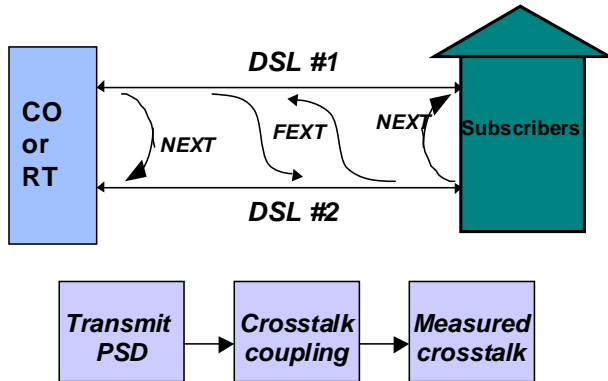 DSL #1
CO
or
RT
NEXT
FEXT
NEXT
Subscribers
DSL #2
Transmit
PSD
Crosstalk
coupling
Measured
crosstalk